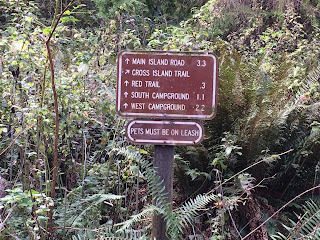 ↑ MAIN ISLAND ROAD 3.3
↗ CROSS ISLAND TRAIL
↑ RED TRAIL .3
↑ SOUTH CAMPGROUND 1.1
↑ WEST CAMPGROUND 2.2
PETS MUST BE ON LEASH